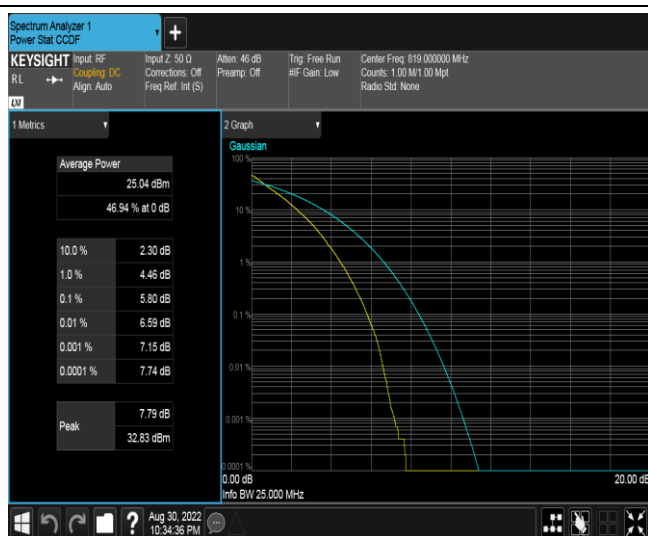 Spectrum Analyzer 1
Power Stat CCDF
+
KEYSIGHT
RL
LXI
Input: RF
Coupling: DC
Align: Auto
Input Z: 50 Ω
Corrections: Off
Freq Ref: Int (S)
Atten: 46 dB
Preamp: Off
Trig: Free Run
#IF Gain: Low
Center Freq: 819.000000 MHz
Counts: 1.00 M/1.00 Mpt
Radio Std: None
1 Metrics
Average Power
25.04 dBm
46.94 % at 0 dB
10.0 % 2.30 dB
1.0 % 4.46 dB
0.1 % 5.80 dB
0.01 % 6.59 dB
0.001 % 7.15 dB
0.0001 % 7.74 dB
Peak
7.79 dB
32.83 dBm
2 Graph
Gaussian
100 %
10 %
1 %
0.1 %
0.01 %
0.001 %
0.0001 %
0.00 dB
20.00 dB
Info BW 25.000 MHz
?
Aug 30, 2022
10:34:36 PM